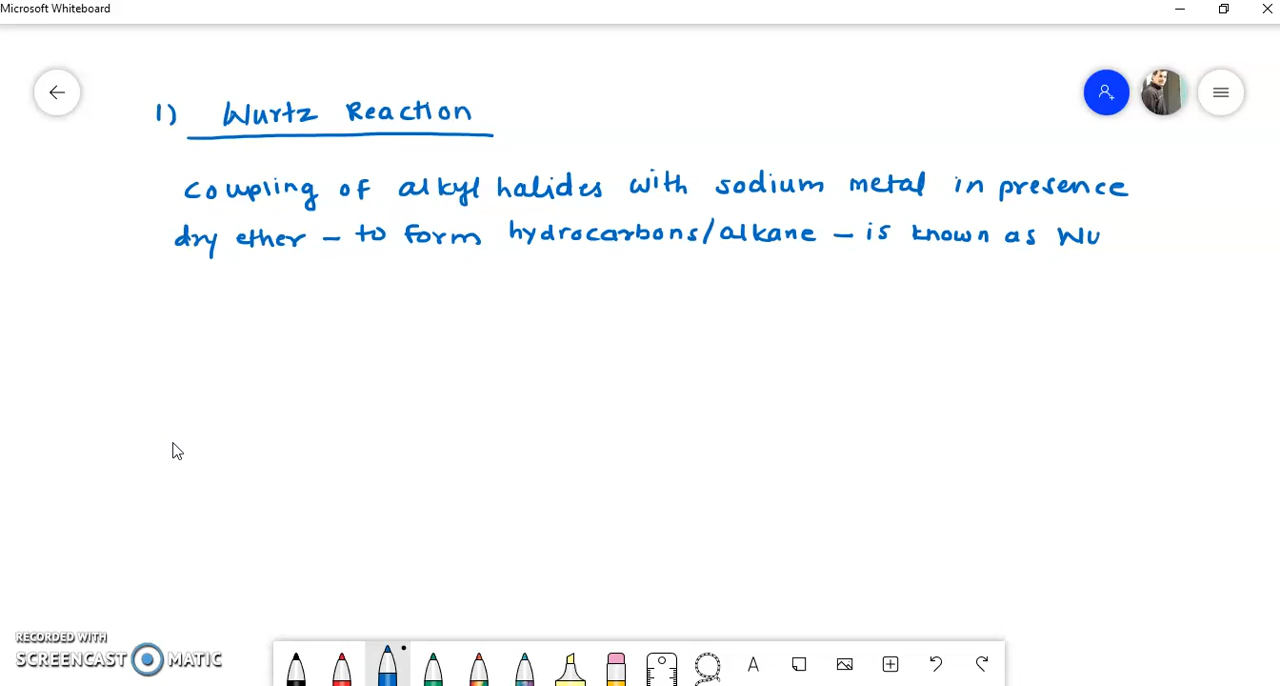 Microsoft Whiteboard
1) Wurtz Reaction
Coupling of alkyl halides with sodium metal in presence
dry ether – to form hydrocarbons/alkane – is known as Wu
RECORDED WITH
SCREENCAST MATIC
A